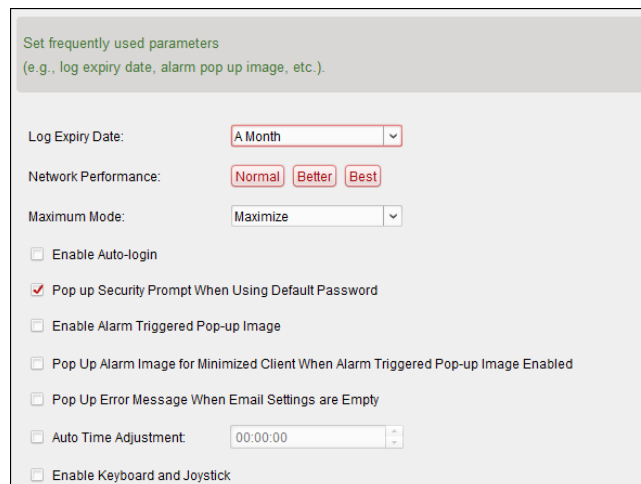 Set frequently used parameters
(e.g., log expiry date, alarm pop up image, etc.).
Log Expiry Date: A Month
Network Performance: Normal Better Best
Maximum Mode: Maximize
Enable Auto-login
Pop up Security Prompt When Using Default Password
Enable Alarm Triggered Pop-up Image
Pop Up Alarm Image for Minimized Client When Alarm Triggered Pop-up Image Enabled
Pop Up Error Message When Email Settings are Empty
Auto Time Adjustment: 00:00:00
Enable Keyboard and Joystick